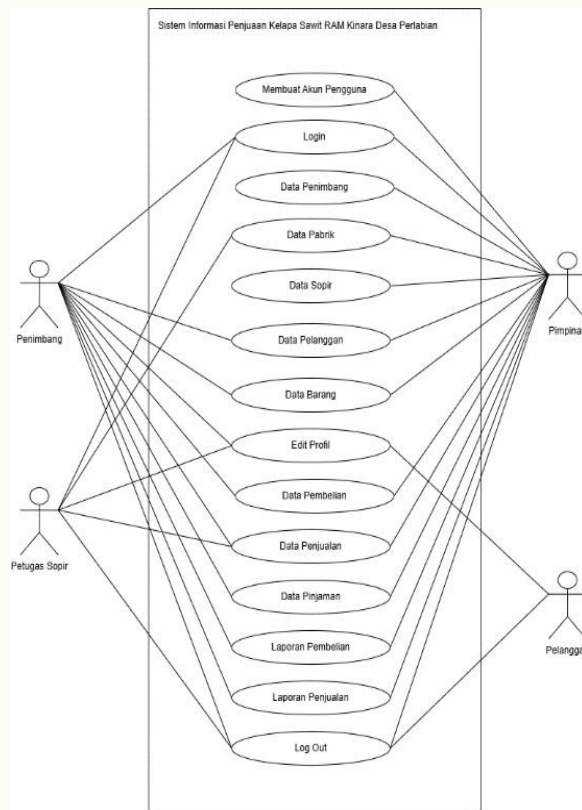 Sistem Informasi Penjuaan Kelapa Sawit RAM Kinara Desa Perlabian
Membuat Akun Pengguna
Login
Data Penimbang
Data Pabrik
Data Sopir
Penimbang
Pimpinan
Data Pelanggan
Data Barang
Edit Profil
Data Pembelian
Data Penjualan
Petugas Sopir
Pelangga
Data Pinjaman
Laporan Pembelian
Laporan Penjualan
Log Out